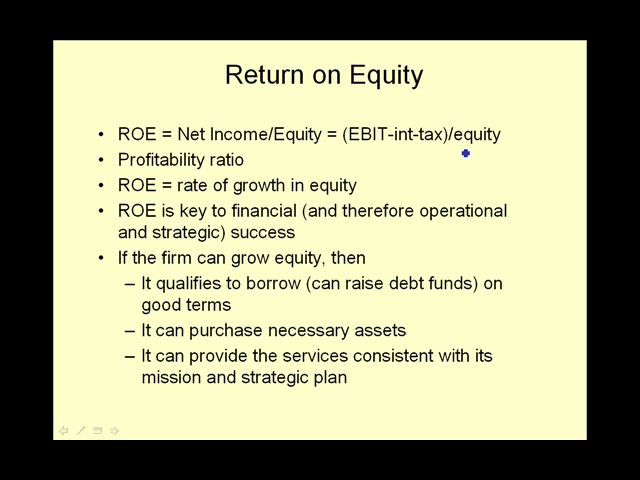 Return on Equity
• ROE = Net Income/Equity = (EBIT-int-tax)/equity
• Profitability ratio
• ROE = rate of growth in equity
• ROE is key to financial (and therefore operational
and strategic) success
• If the firm can grow equity, then
– It qualifies to borrow (can raise debt funds) on
good terms
– It can purchase necessary assets
– It can provide the services consistent with its
mission and strategic plan